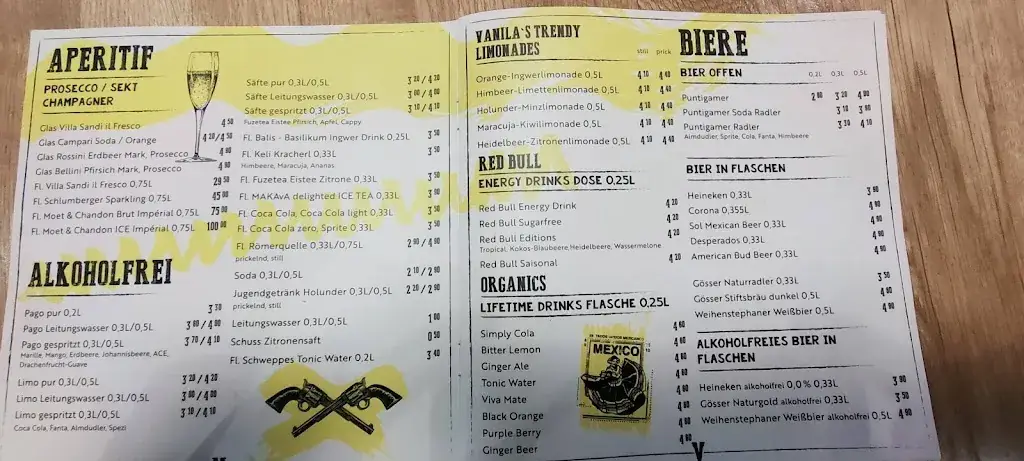 APERITIF
PROSECCO / SEKT
CHAMPAGNER
Glas Villa Sandi il Fresco 4 50
Glas Campari Soda / Orange 4 20 / 4 50
Glas Rossini Erdbeer Mark, Prosecco 4 90
Glas Bellini Pfirsich Mark, Prosecco 4 90
Fl. Villa Sandi il Fresco 0,75L 29 50
Fl. Schlumberger Sparkling 0,75L 45 00
Fl. Moet & Chandon Brut Impérial 0,75L 75 00
Fl. Moet & Chandon ICE Impérial 0,75L 100 00
ALKOHOLFREI
Pago pur 0,2L 3 30
Pago Leitungswasser 0,3L/0,5L 3 60 / 4 00
Pago gespritzt 0,3L/0,5L 3 70 / 4 10
Marille, Mango, Erdbeere, Johannisbeere, ACE,
Drachenfrucht-Guave
Limo pur 0,3L/0,5L 3 20 / 4 20
Limo Leitungswasser 0,3L/0,5L 3 00 / 4 00
Limo gespritzt 0,3L/0,5L 3 10 / 4 10
Coca Cola, Fanta, Almdudler, Spezi
Säfte pur 0,3L/0,5L 3 20 / 4 20
Säfte Leitungswasser 0,3L/0,5L 3 00 / 4 00
Säfte gespritzt 0,3L/0,5L 3 10 / 4 10
Fuzetea Eistee Pfirsich, Apfel, Cappy
Fl. Balis - Basilikum Ingwer Drink 0,25L 3 50
Fl. Keli Kracherl 0,33L 3 50
Himbeere, Maracuja, Ananas
Fl. Fuzetea Eistee Zitrone 0,33L 3 50
Fl. MAKAvA delighted ICE TEA 0,33L 3 90
Fl. Coca Cola, Coca Cola light 0,33L 3 50
Fl. Coca Cola zero, Sprite 0,33L 3 50
Fl. Römerquelle 0,33L/0,75L 2 90 / 4 90
prickelnd, still
Soda 0,3L/0,5L 2 10 / 2 90
Jugendgetränk Holunder 0,3L/0,5L 2 20 / 2 90
prickelnd, still
Leitungswasser 0,3L/0,5L 1 00
Schuss Zitronensaft 0 50
Fl. Schweppes Tonic Water 0,2L 3 40
VANILA`S TRENDY
LIMONADES still prick
Orange-Ingwerlimonade 0,5L 4 10 4 40
Himbeer-Limettenlimonade 0,5L 4 10 4 40
Holunder-Minzlimonade 0,5L 4 10 4 40
Maracuja-Kiwilimonade 0,5L 4 10 4 40
Heidelbeer-Zitronenlimonade 0,5L 4 10 4 40
RED BULL
ENERGY DRINKS DOSE 0,25L
Red Bull Energy Drink 4 20
Red Bull Sugarfree 4 20
Red Bull Editions 4 20
Tropical, Kokos-Blaubeere, Heidelbeere, Wassermelone
Red Bull Saisonal
ORGANICS
LIFETIME DRINKS FLASCHE 0,25L
Simply Cola 4 60
Bitter Lemon 4 60
Ginger Ale 4 60
Tonic Water 4 60
Viva Mate 4 60
Black Orange 4 60
Purple Berry 4 60
Ginger Beer 4 60
MEXICO
BIERE
BIER OFFEN 0,2L 0,3L 0,5L
Puntigamer 2 80 3 20 4 00
Puntigamer Soda Radler 3 10 3 90
Puntigamer Radler 3 30 4 10
Almdudler, Sprite, Cola, Fanta, Himbeere
BIER IN FLASCHEN
Heineken 0,33L 3 90
Corona 0,355L 4 90
Sol Mexican Beer 0,33L 4 90
Desperados 0,33L 4 90
American Bud Beer 0,33L 4 90
Gösser Naturradler 0,33L 3 50
Gösser Stiftsbräu dunkel 0,5L 4 50
Weihenstephaner Weißbier 0,5L 4 90
ALKOHOLFREIES BIER IN
FLASCHEN
Heineken alkoholfrei 0,0% 0,33L 3 90
Gösser Naturgold alkoholfrei 0,33L 3 50
Weihenstephaner Weißbier alkoholfrei 0,5L 4 90